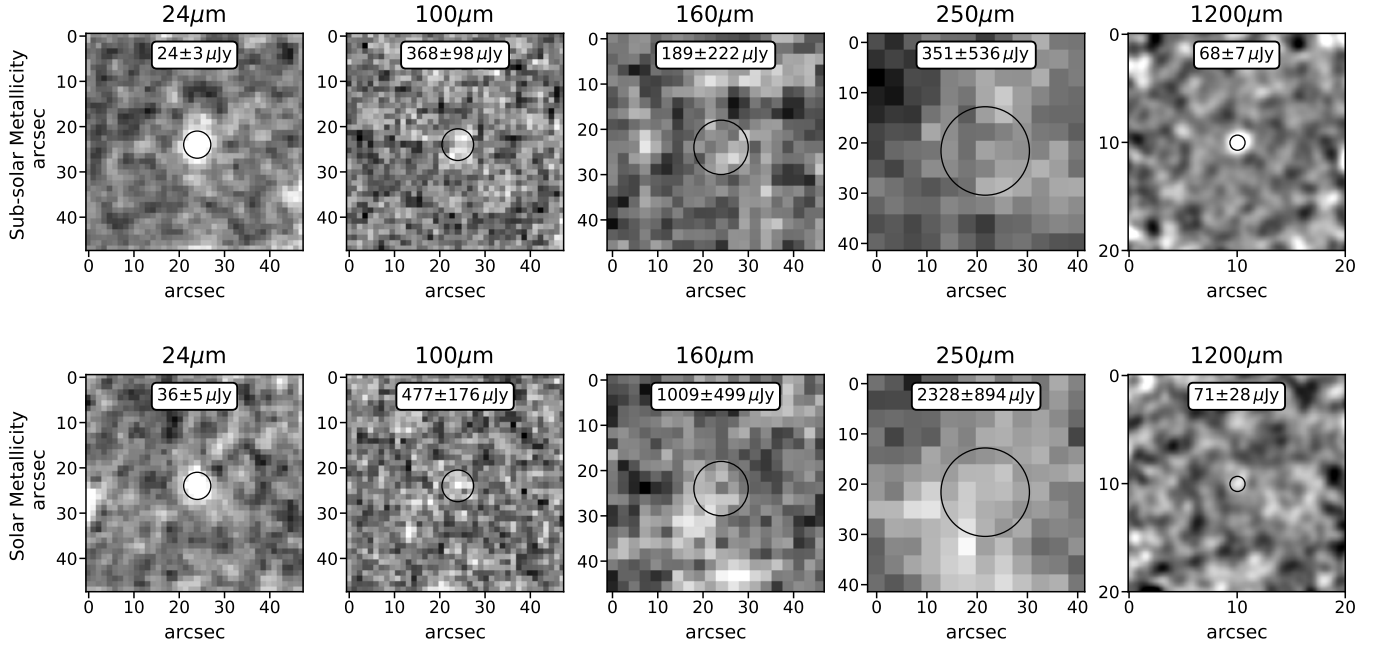 24μm 100μm 160μm 250μm 1200μm
Sub-solar Metallicity
arcsec
24±3 μJy 368±98 μJy 189±222 μJy 351±536 μJy 68±7 μJy
0 0 0 0 0
10 10 10 10 10
20 20 20 20 20
30 30 30 30
40 40 40 40
0 10 20 30 40 0 10 20 30 40 0 10 20 30 40 0 10 20 30 40 0 10 20
arcsec arcsec arcsec arcsec arcsec
24μm 100μm 160μm 250μm 1200μm
Solar Metallicity
arcsec
36±5 μJy 477±176 μJy 1009±499 μJy 2328±894 μJy 71±28 μJy
0 0 0 0 0
10 10 10 10 10
20 20 20 20 20
30 30 30 30
40 40 40 40
0 10 20 30 40 0 10 20 30 40 0 10 20 30 40 0 10 20 30 40 0 10 20
arcsec arcsec arcsec arcsec arcsec